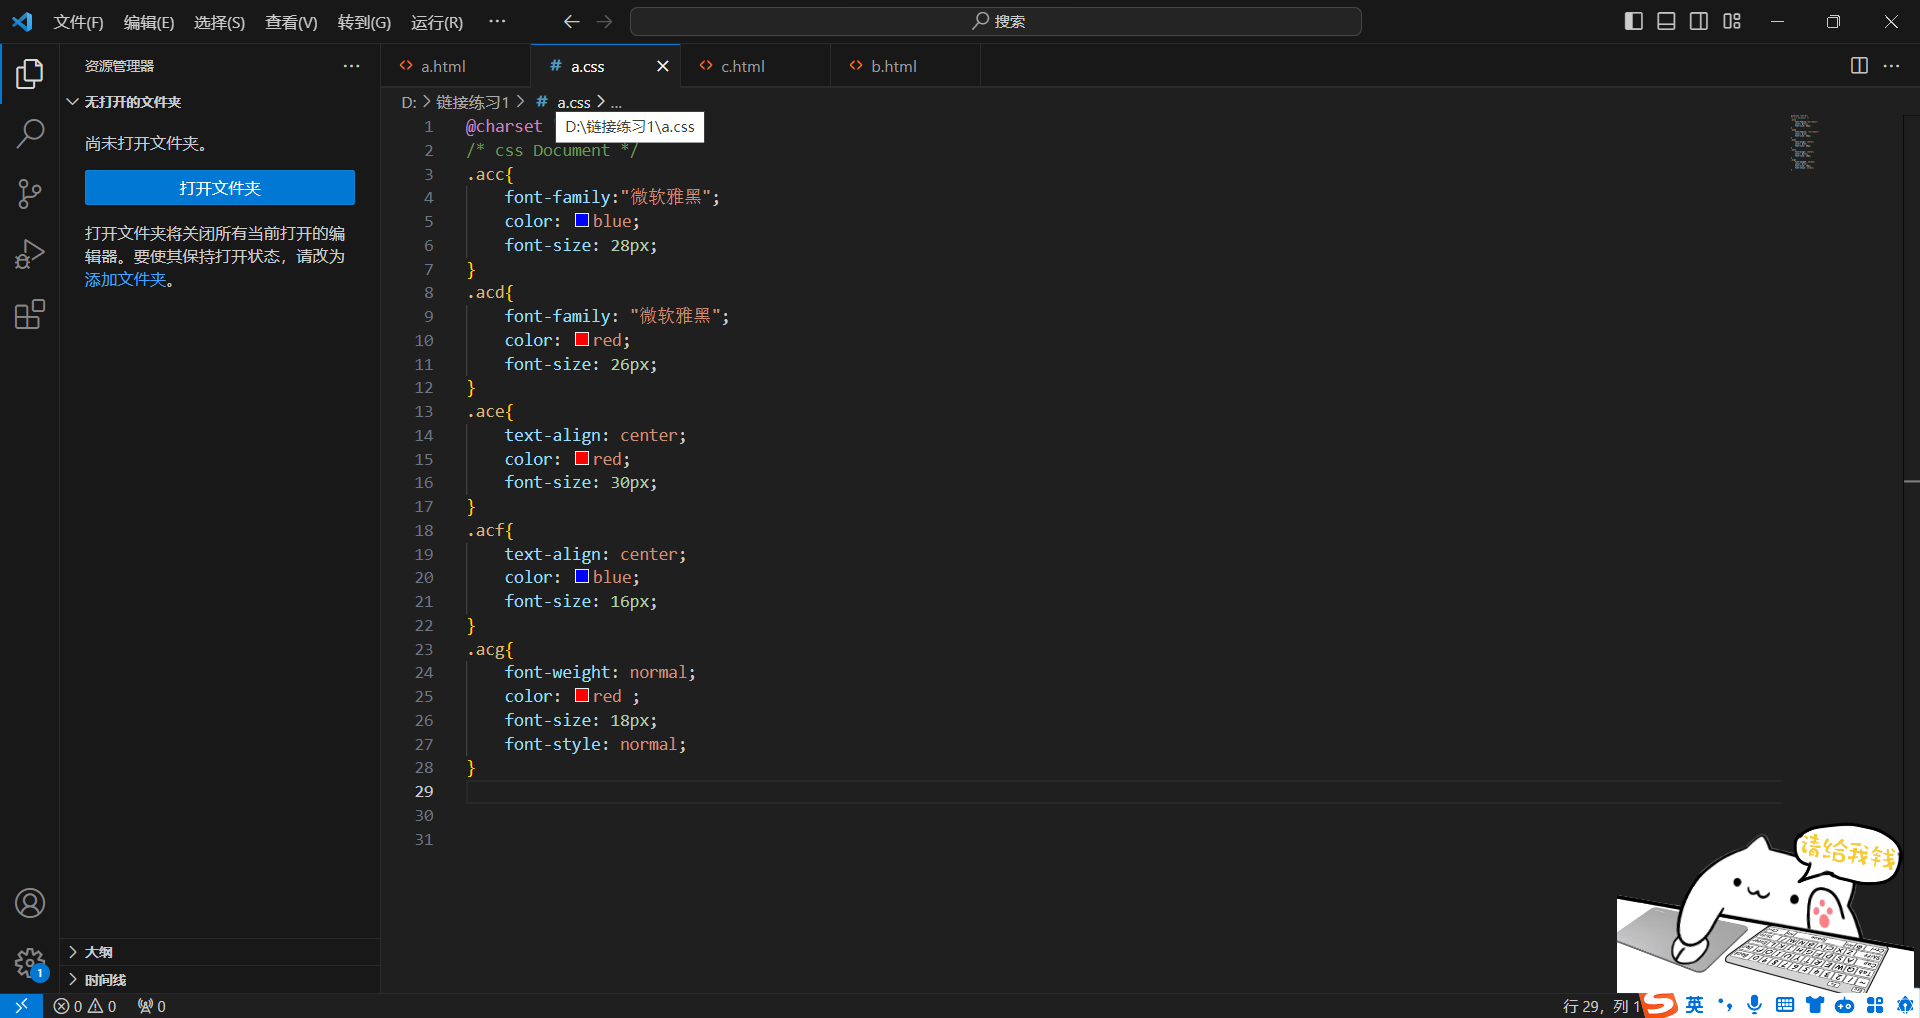 文件(F) 编辑(E) 选择(S) 查看(V) 转到(G) 运行(R) ··· 搜索
资源管理器 ···
无打开的文件夹
尚未打开文件夹。
打开文件夹
打开文件夹将关闭所有当前打开的编
辑器。要使其保持打开状态，请改为
添加文件夹。
大纲
时间线
a.html # a.css c.html b.html
D: > 链接练习1 > # a.css > ...
D:\链接练习1\a.css
1 @charset
2 /* css Document */
3 .acc{
4 font-family:"微软雅黑";
5 color: blue;
6 font-size: 28px;
7 }
8 .acd{
9 font-family: "微软雅黑";
10 color: red;
11 font-size: 26px;
12 }
13 .ace{
14 text-align: center;
15 color: red;
16 font-size: 30px;
17 }
18 .acf{
19 text-align: center;
20 color: blue;
21 font-size: 16px;
22 }
23 .acg{
24 font-weight: normal;
25 color: red ;
26 font-size: 18px;
27 font-style: normal;
28 }
29
30
31
请给我钱
1
0 0 0
行 29，列 1
英